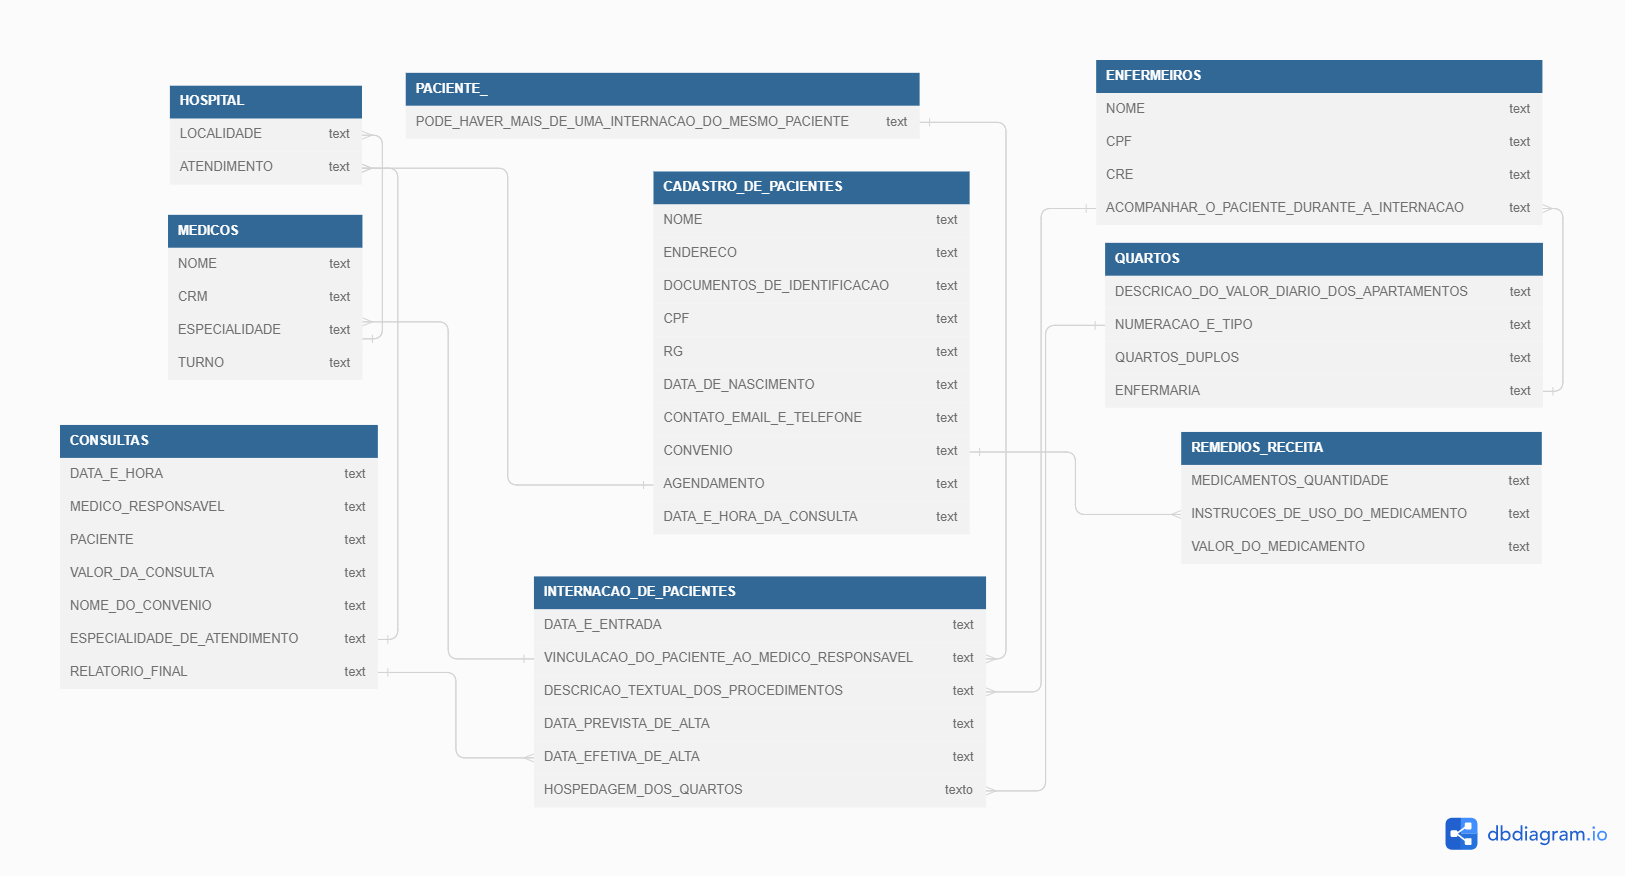 HOSPITAL
LOCALIDADE text
ATENDIMENTO text
MEDICOS
NOME text
CRM text
ESPECIALIDADE text
TURNO text
CONSULTAS
DATA_E_HORA text
MEDICO_RESPONSAVEL text
PACIENTE text
VALOR_DA_CONSULTA text
NOME_DO_CONVENIO text
ESPECIALIDADE_DE_ATENDIMENTO text
RELATORIO_FINAL text
PACIENTE_
PODE_HAVER_MAIS_DE_UMA_INTERNACAO_DO_MESMO_PACIENTE text
CADASTRO_DE_PACIENTES
NOME text
ENDERECO text
DOCUMENTOS_DE_IDENTIFICACAO text
CPF text
RG text
DATA_DE_NASCIMENTO text
CONTATO_EMAIL_E_TELEFONE text
CONVENIO text
AGENDAMENTO text
DATA_E_HORA_DA_CONSULTA text
INTERNACAO_DE_PACIENTES
DATA_E_ENTRADA text
VINCULACAO_DO_PACIENTE_AO_MEDICO_RESPONSAVEL text
DESCRICAO_TEXTUAL_DOS_PROCEDIMENTOS text
DATA_PREVISTA_DE_ALTA text
DATA_EFETIVA_DE_ALTA text
HOSPEDAGEM_DOS_QUARTOS texto
ENFERMEIROS
NOME text
CPF text
CRE text
ACOMPANHAR_O_PACIENTE_DURANTE_A_INTERNACAO text
QUARTOS
DESCRICAO_DO_VALOR_DIARIO_DOS_APARTAMENTOS text
NUMERACAO_E_TIPO text
QUARTOS_DUPLOS text
ENFERMARIA text
REMEDIOS_RECEITA
MEDICAMENTOS_QUANTIDADE text
INSTRUCOES_DE_USO_DO_MEDICAMENTO text
VALOR_DO_MEDICAMENTO text
dbdiagram.io